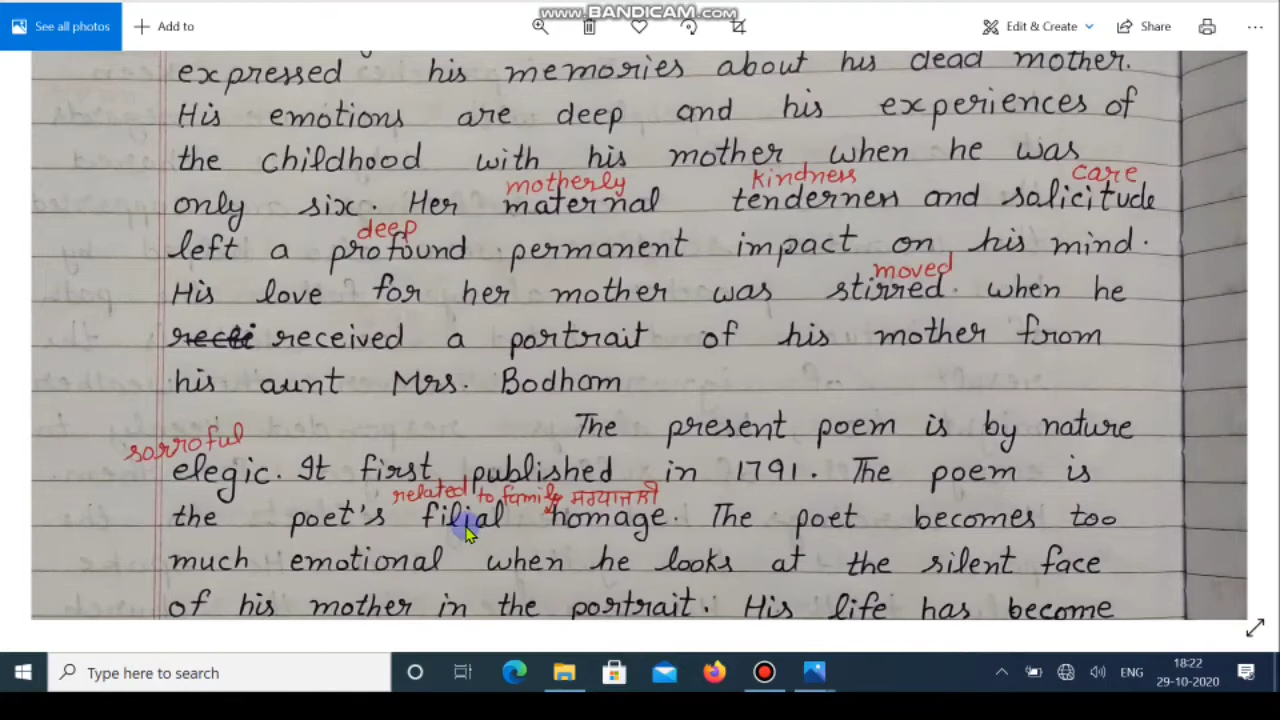 www.BANDICAM.com
See all photos + Add to Edit & Create Share
expressed his memories about his dead mother.
His emotions are deep and his experiences of
the childhood with his mother when he was
motherly kindness care
only six. Her maternal tenderness and solicitude
deep
left a profound permanent impact on his mind.
moved
His love for her mother was stirred. when he
received a portrait of his mother from
his aunt Mrs. Bodham
The present poem is by nature
sorroful
elegic. It first published in 1791. The poem is
related to family ਸ਼ਰਧਾਂਜਲੀ
the poet's filial homage. The poet becomes too
much emotional when he looks at the silent face
of his mother in the portrait. His life has become
Type here to search
ENG
18:22
29-10-2020